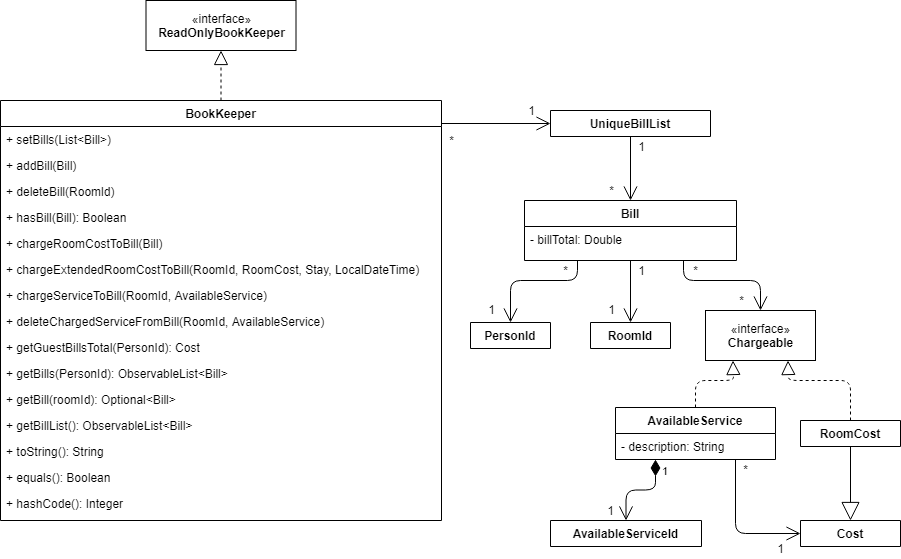 «interface»
ReadOnlyBookKeeper
BookKeeper
+ setBills(List<Bill>)
+ addBill(Bill)
+ deleteBill(RoomId)
+ hasBill(Bill): Boolean
+ chargeRoomCostToBill(Bill)
+ chargeExtendedRoomCostToBill(RoomId, RoomCost, Stay, LocalDateTime)
+ chargeServiceToBill(RoomId, AvailableService)
+ deleteChargedServiceFromBill(RoomId, AvailableService)
+ getGuestBillsTotal(PersonId): Cost
+ getBills(PersonId): ObservableList<Bill>
+ getBill(roomId): Optional<Bill>
+ getBillList(): ObservableList<Bill>
+ toString(): String
+ equals(): Boolean
+ hashCode(): Integer
*
1
UniqueBillList
1
*
Bill
- billTotal: Double
*
1
*
1
1
*
PersonId
RoomId
«interface»
Chargeable
AvailableService
- description: String
RoomCost
1
*
1
1
AvailableServiceId
Cost